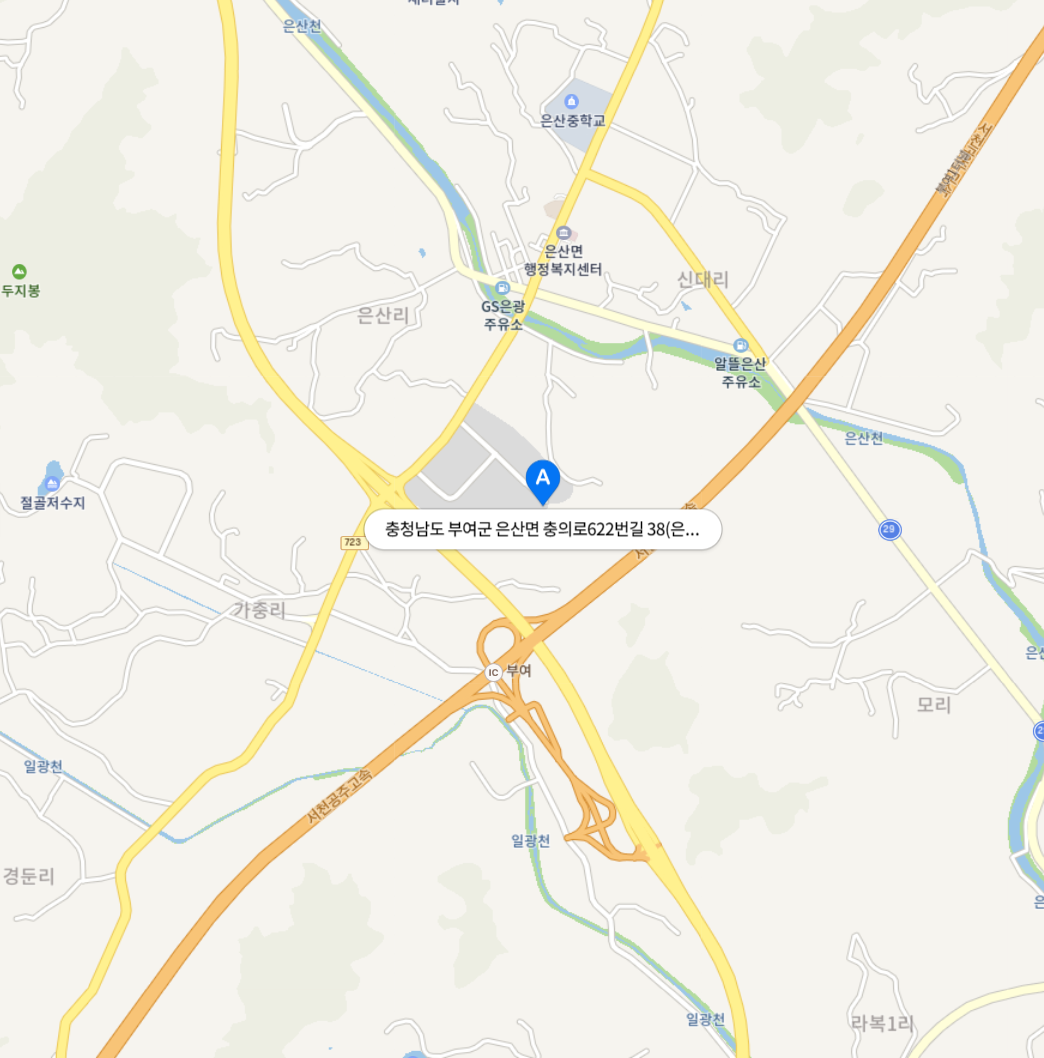 은산천
은산중학교
은산면
행정복지센터
두지봉
신대리
GS은광
주유소
은산리
알뜰은산
주유소
은산천
A
절골저수지
충청남도 부여군 은산면 충의로622번길 38(은...
29
723
가중리
IC 부여
모리
일광천
서천공주고속
일광천
경둔리
일광천
라복1리